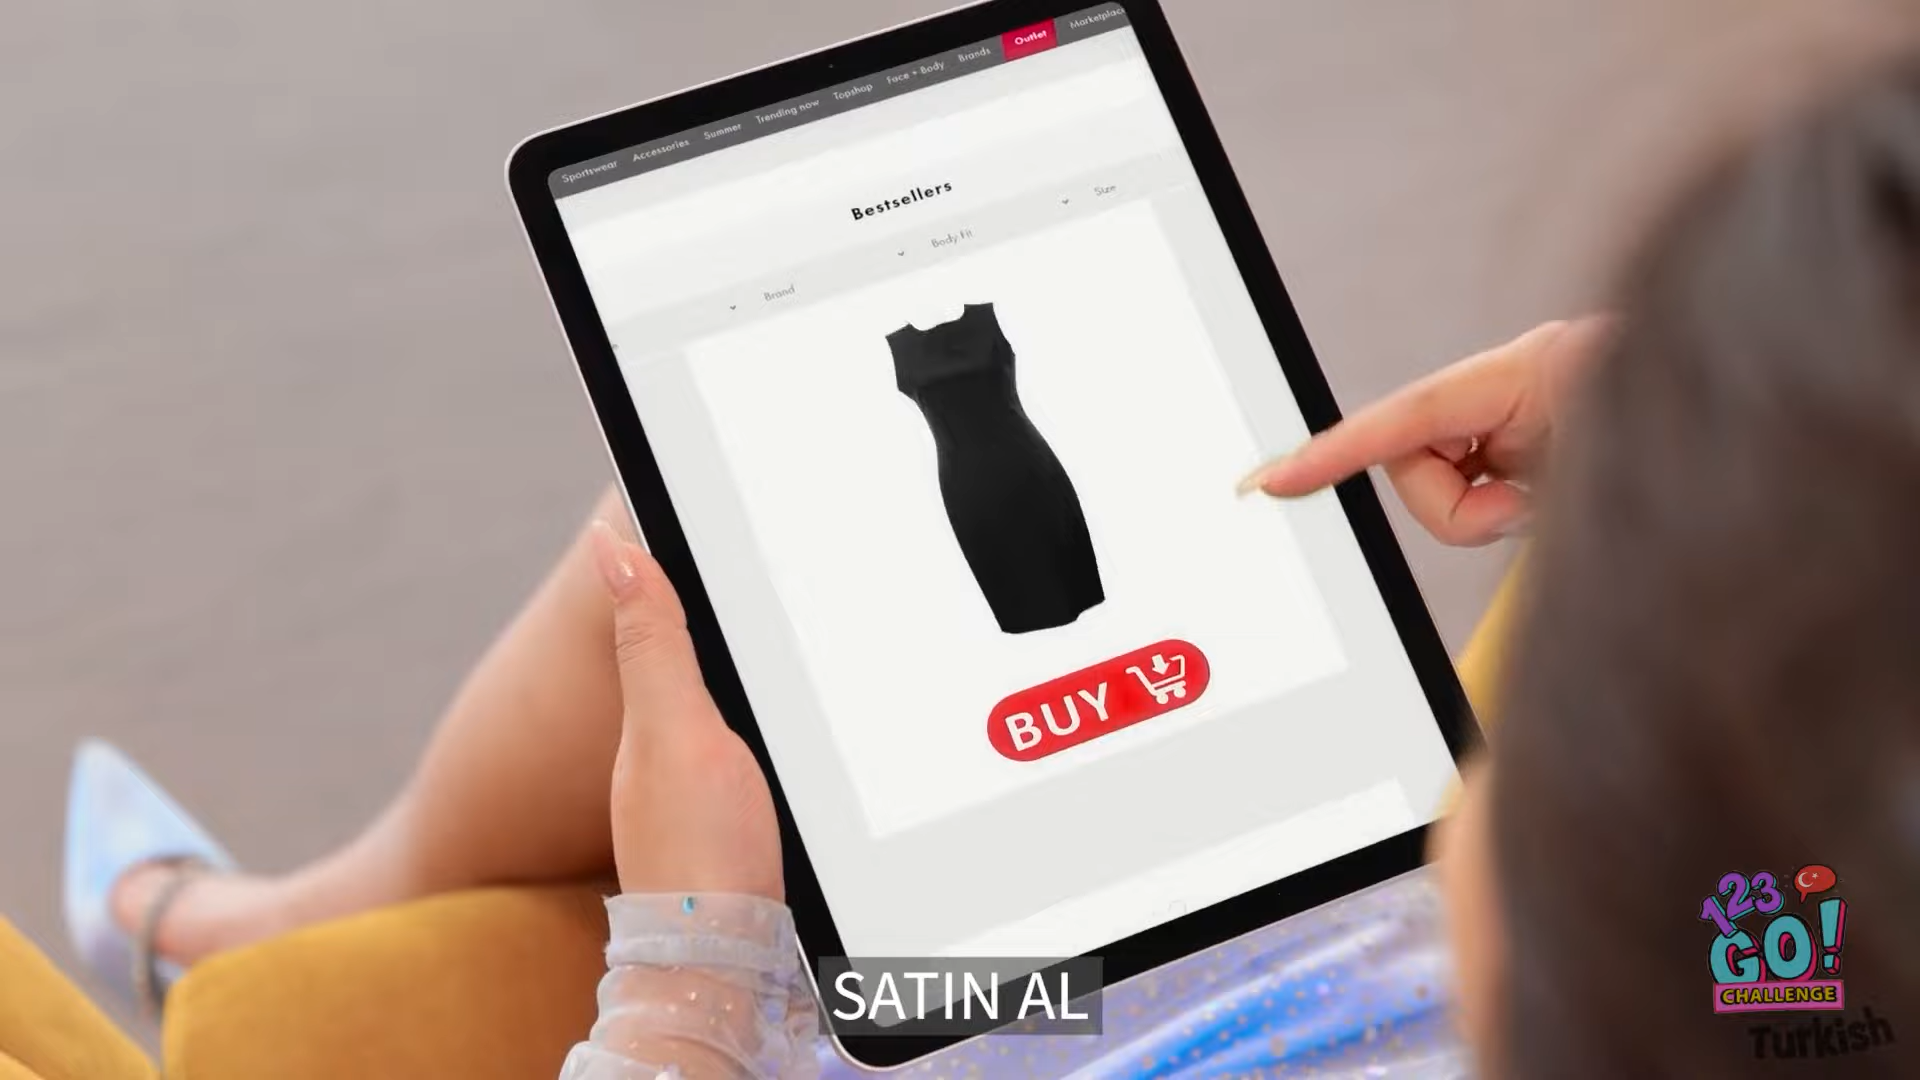 Sportswear Accessories Summer Trending now Topshop Face + Body Brands Outlet Marketplace
Bestsellers
Brand Body Fit Size
BUY
SATIN AL
123
GO!
CHALLENGE
Turkish